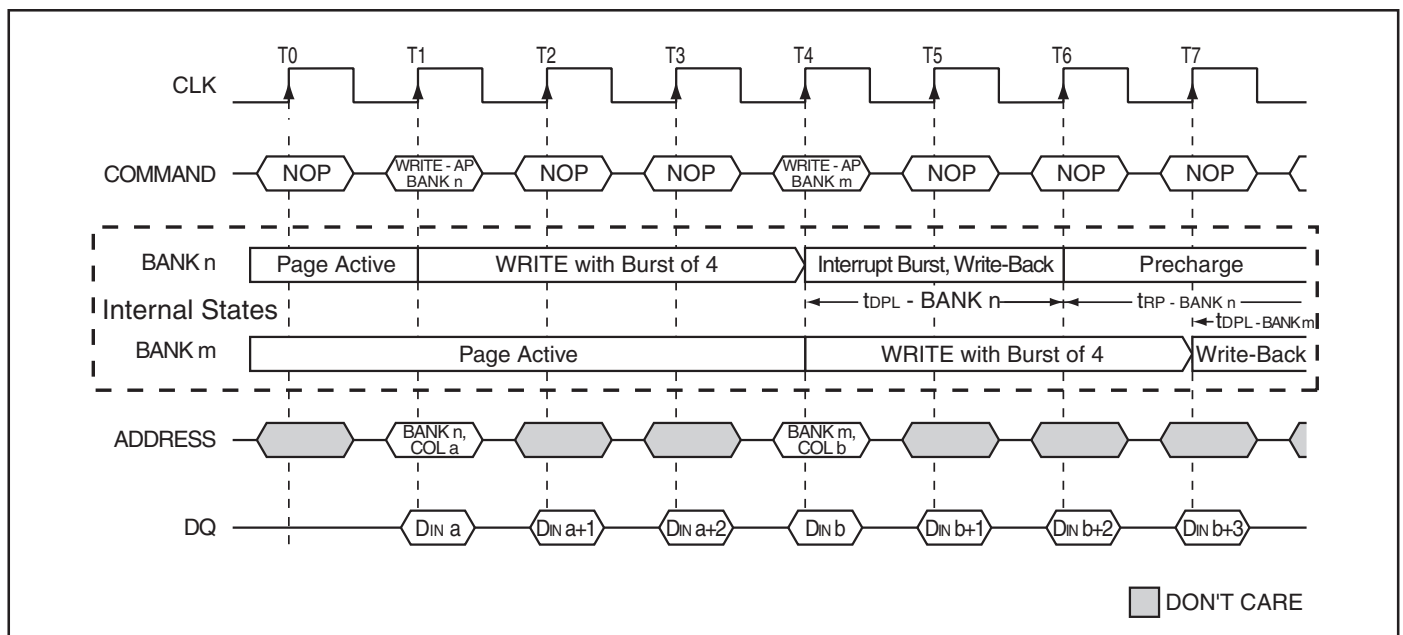 T0 T1 T2 T3 T4 T5 T6 T7
CLK
COMMAND NOP WRITE - AP NOP NOP WRITE - AP NOP NOP NOP
BANK n BANK m
BANK n Page Active WRITE with Burst of 4 Interrupt Burst, Write-Back Precharge
Internal States tDPL - BANK n tRP - BANK n
tDPL - BANK m
BANK m Page Active WRITE with Burst of 4 Write-Back
ADDRESS BANK n, BANK m,
COL a COL b
DQ DIN a DIN a+1 DIN a+2 DIN b DIN b+1 DIN b+2 DIN b+3
DON'T CARE